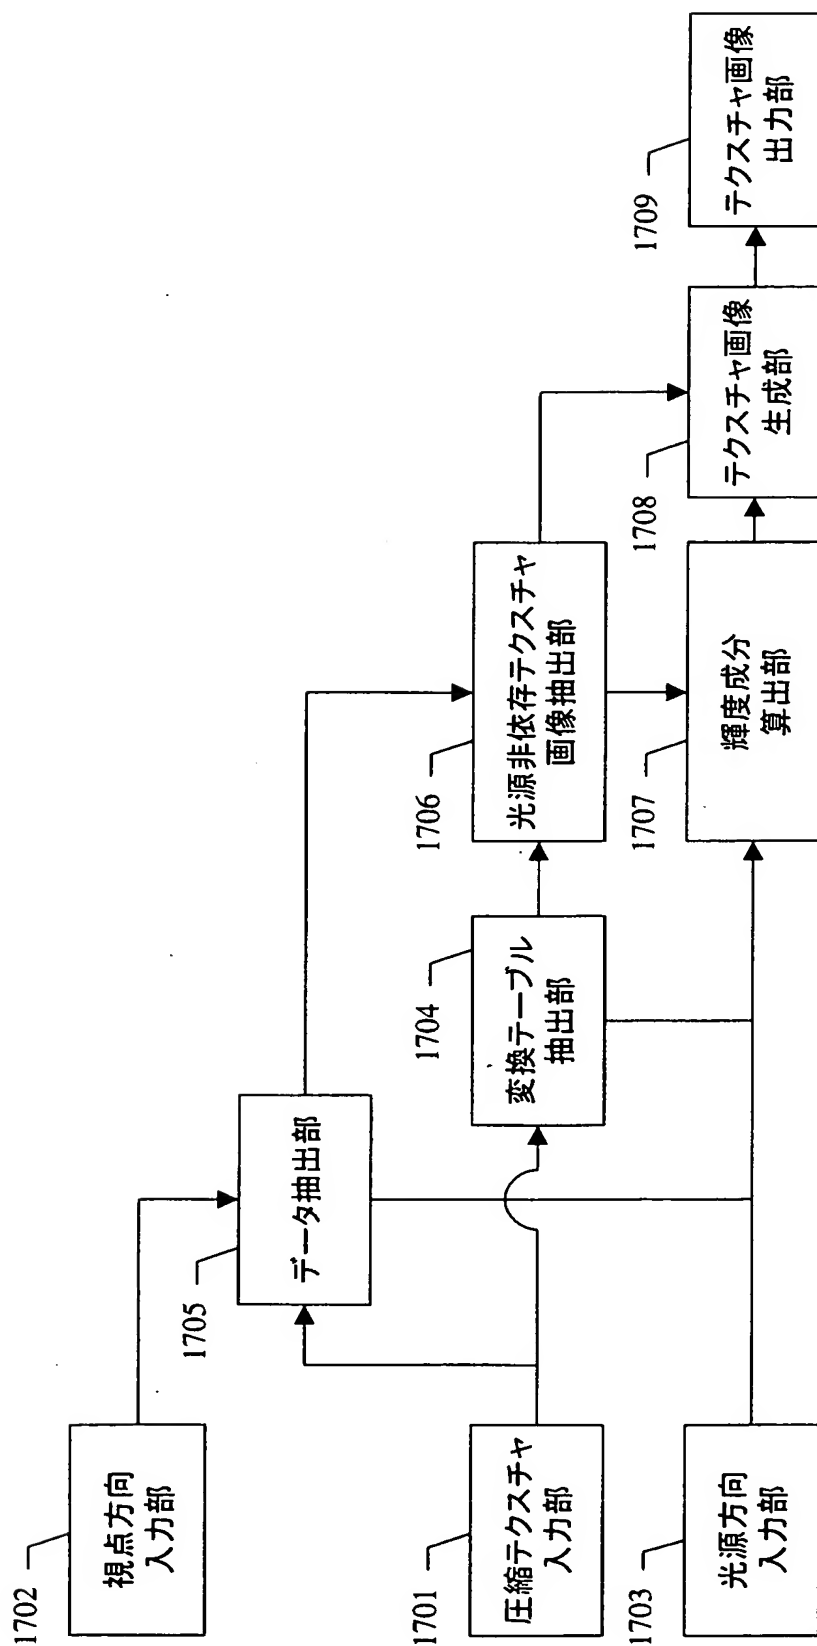 1702
視点方向
入力部
1705
データ抽出部
1701
圧縮テクスチャ
入力部
1704
変換テーブル
抽出部
1706
光源非依存テクスチャ
画像抽出部
1703
光源方向
入力部
1707
輝度成分
算出部
1708
テクスチャ画像
生成部
1709
テクスチャ画像
出力部